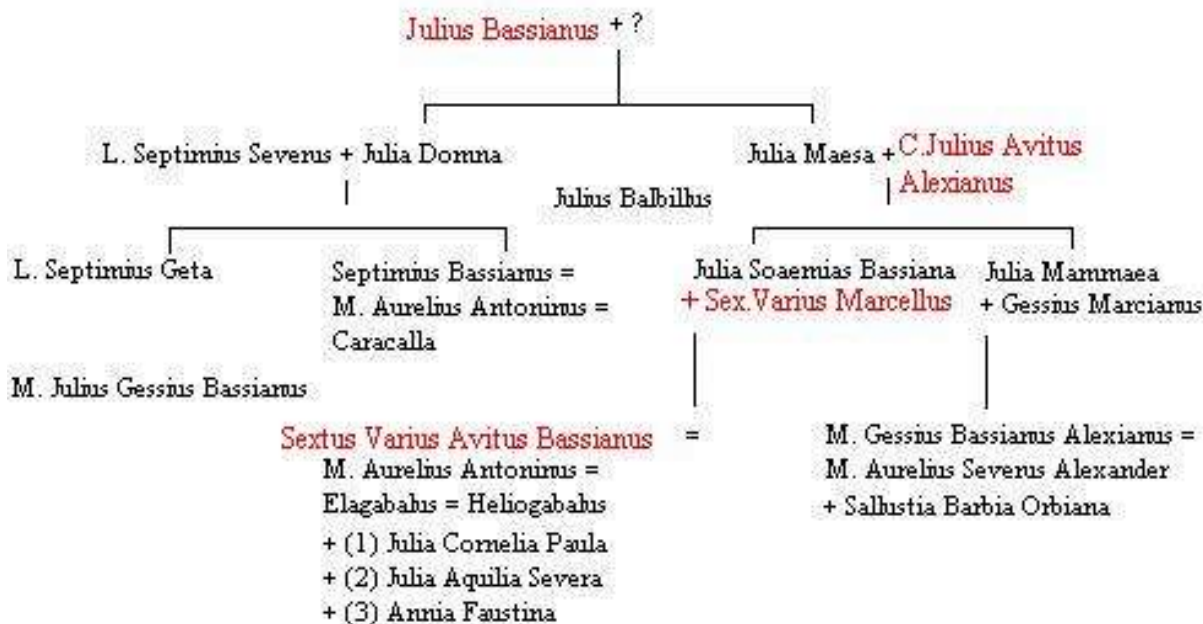 Julius Bassianus + ?
L. Septimius Severus + Julia Domna
Julia Maesa + C.Julius Avitus
Alexianus
Julius Balbillus
L. Septimius Geta
Septimius Bassianus =
M. Aurelius Antoninus =
Caracalla
Julia Soaemias Bassiana
+ Sex.Varius Marcellus
Julia Mammaea
+ Gessius Marcianus
M. Julius Gessius Bassianus
Sextus Varius Avitus Bassianus =
M. Aurelius Antoninus =
Elagabalus = Heliogabalus
+ (1) Julia Cornelia Paula
+ (2) Julia Aquilia Severa
+ (3) Annia Faustina
M. Gessius Bassianus Alexianus =
M. Aurelius Severus Alexander
+ Sallustia Barbia Orbiana